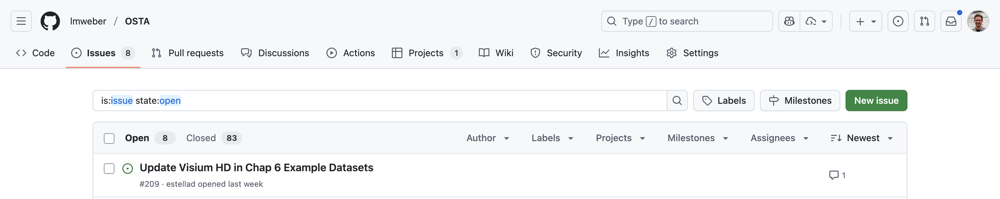 lmweber / OSTA
Type / to search
Code Issues 8 Pull requests Discussions Actions Projects 1 Wiki Security Insights Settings
is:issue state:open
Labels Milestones New issue
Open 8 Closed 83 Author Labels Projects Milestones Assignees Newest
Update Visium HD in Chap 6 Example Datasets
1
#209 · estellad opened last week